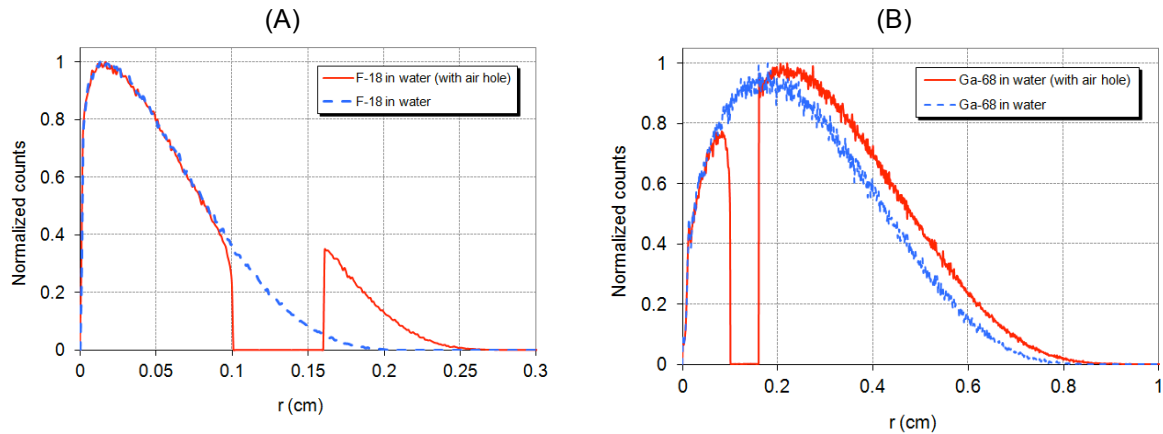 (A)
Normalized counts
1
0.8
0.6
0.4
0.2
0
F-18 in water (with air hole)
F-18 in water
0 0.05 0.1 0.15 0.2 0.25 0.3
r (cm)
(B)
Normalized counts
1
0.8
0.6
0.4
0.2
0
Ga-68 in water (with air hole)
Ga-68 in water
0 0.2 0.4 0.6 0.8 1
r (cm)